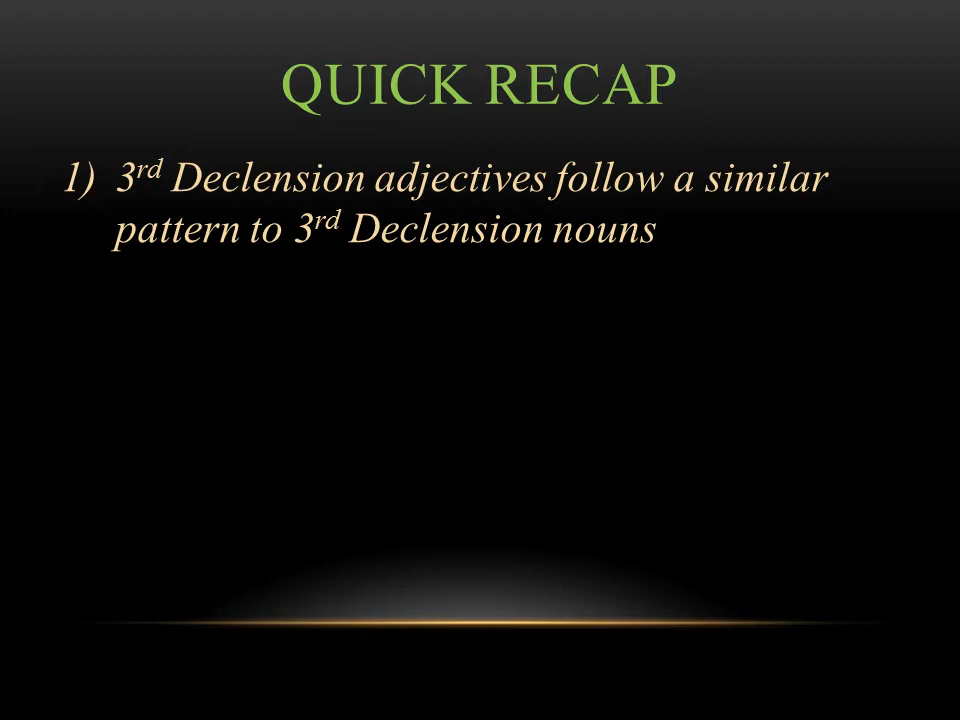 QUICK RECAP
1) 3rd Declension adjectives follow a similar
pattern to 3rd Declension nouns